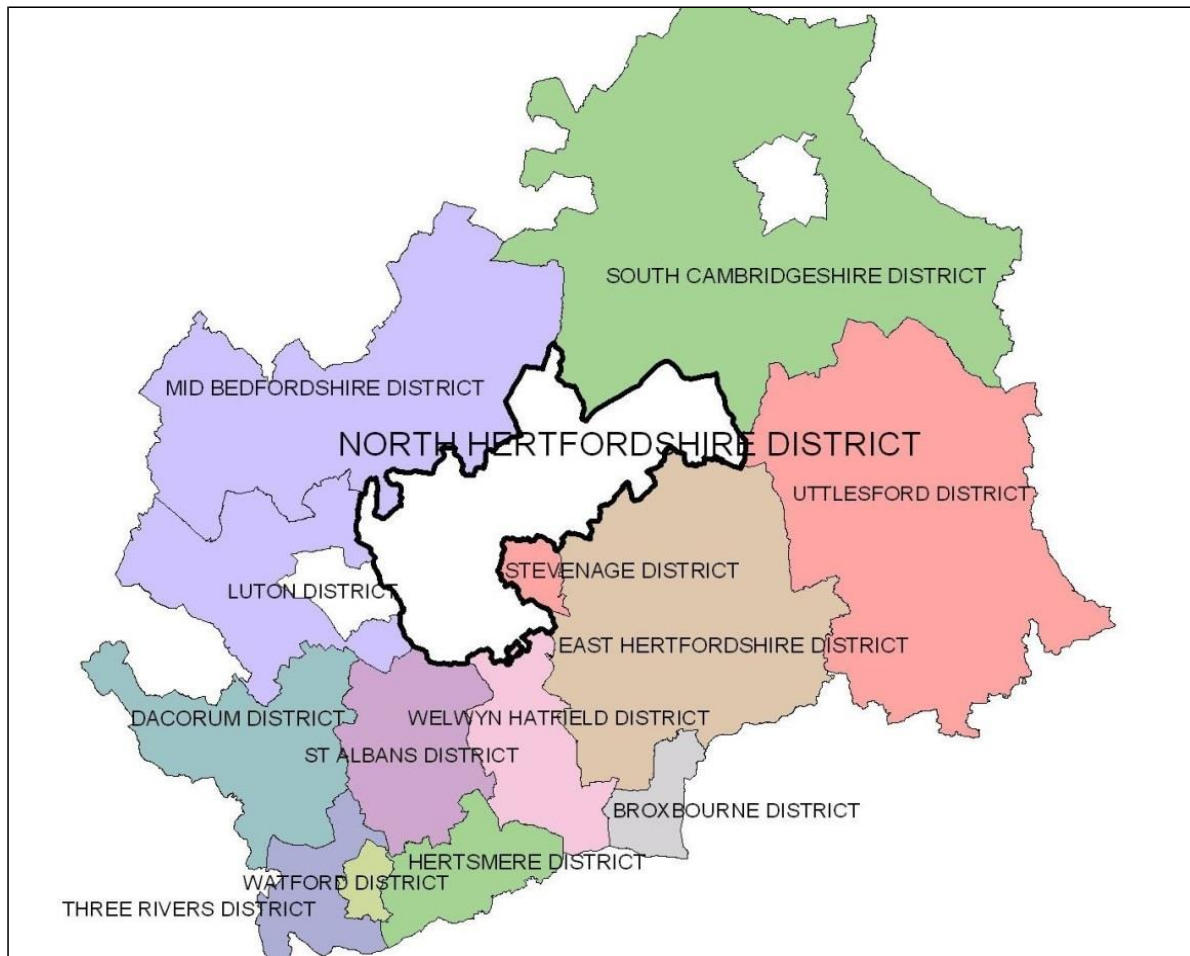 SOUTH CAMBRIDGESHIRE DISTRICT
MID BEDFORDSHIRE DISTRICT
NORTH HERTFORDSHIRE DISTRICT
UTTLESFORD DISTRICT
STEVENAGE DISTRICT
LUTON DISTRICT
EAST HERTFORDSHIRE DISTRICT
DACORUM DISTRICT
WELWYN HATFIELD DISTRICT
ST ALBANS DISTRICT
BROXBOURNE DISTRICT
HERTSMERE DISTRICT
WATFORD DISTRICT
THREE RIVERS DISTRICT